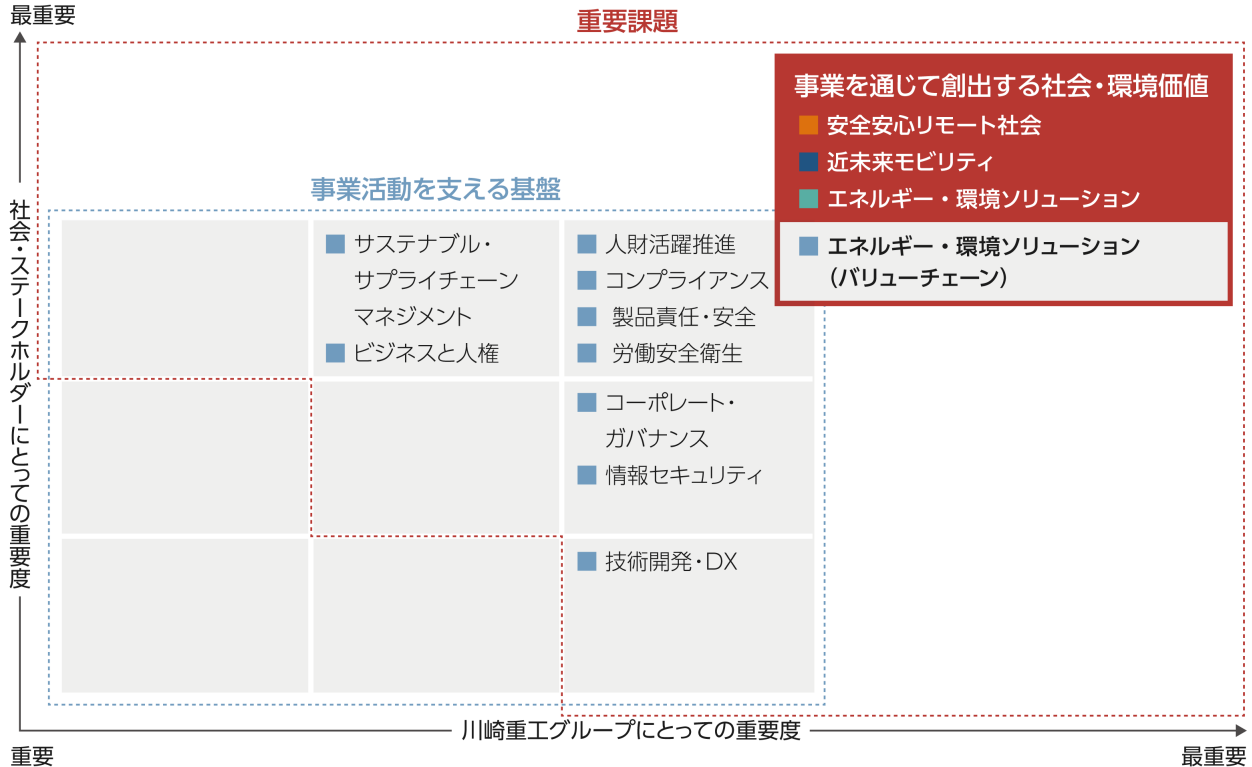 最重要
重要課題
事業を通じて創出する社会・環境価値
安全安心リモート社会
近未来モビリティ
エネルギー・環境ソリューション
エネルギー・環境ソリューション
(バリューチェーン)
事業活動を支える基盤
サステナブル・
サプライチェーン
マネジメント
ビジネスと人権
人財活躍推進
コンプライアンス
製品責任・安全
労働安全衛生
コーポレート・
ガバナンス
情報セキュリティ
技術開発・DX
社会・ステークホルダーにとっての重要度
川崎重工グループにとっての重要度
重要
最重要